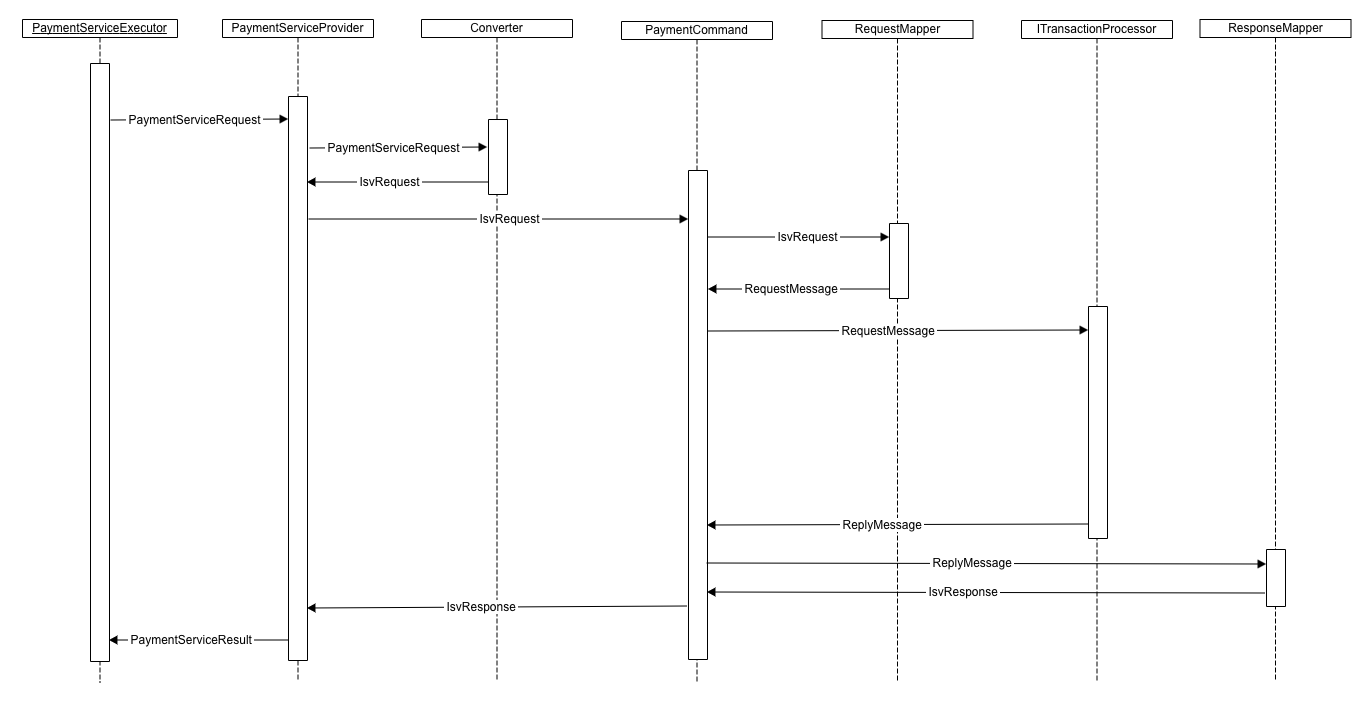 PaymentServiceExecutor
PaymentServiceProvider
Converter
PaymentCommand
RequestMapper
ITransactionProcessor
ResponseMapper
PaymentServiceRequest
PaymentServiceRequest
IsvRequest
IsvRequest
IsvRequest
RequestMessage
RequestMessage
ReplyMessage
ReplyMessage
IsvResponse
IsvResponse
PaymentServiceResult